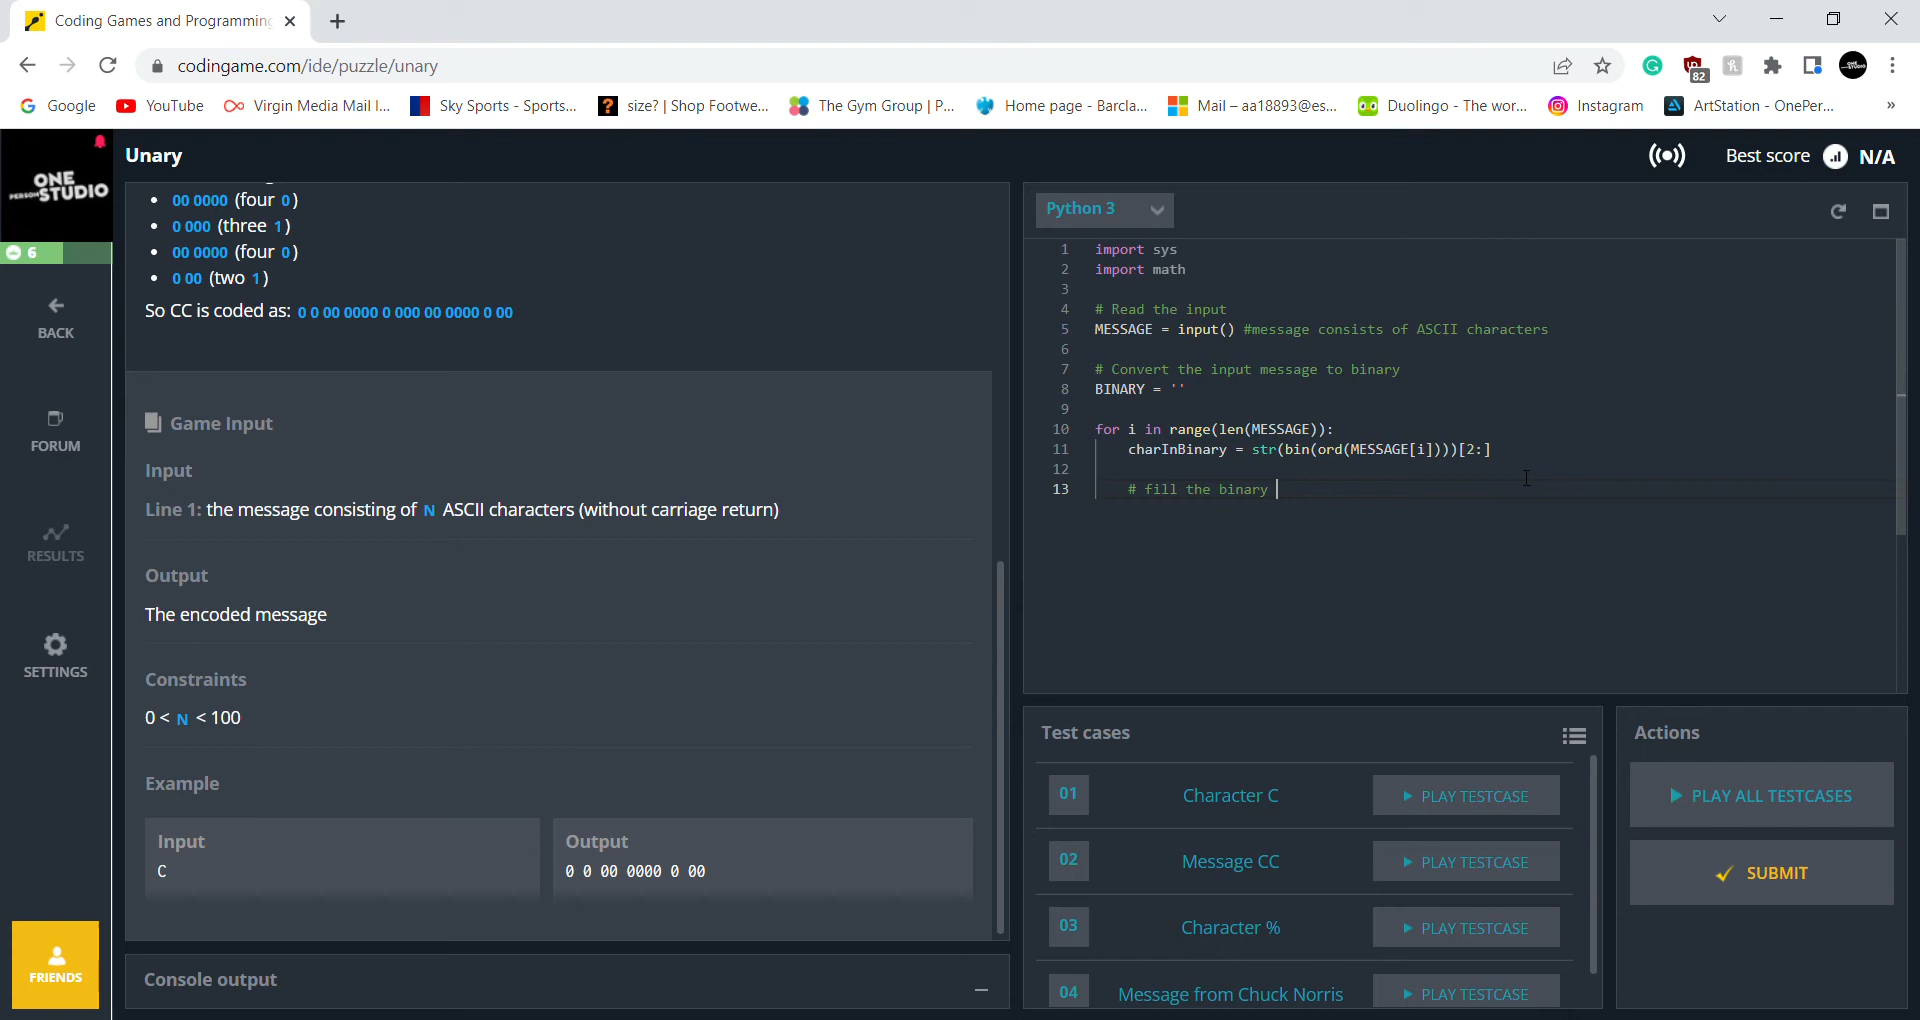 Coding Games and Programming
codingame.com/ide/puzzle/unary
82
Google
YouTube
Virgin Media Mail l...
Sky Sports - Sports...
size? | Shop Footwe...
The Gym Group | P...
Home page - Barcla...
Mail – aa18893@es...
Duolingo - The wor...
Instagram
ArtStation - OnePer...
»
ONE
PERSON STUDIO
6
BACK
FORUM
RESULTS
SETTINGS
FRIENDS
Unary
Best score N/A
00 0000 (four 0)
0 000 (three 1)
00 0000 (four 0)
0 00 (two 1)
So CC is coded as: 0 0 00 0000 0 000 00 0000 0 00
Game Input
Input
Line 1: the message consisting of N ASCII characters (without carriage return)
Output
The encoded message
Constraints
0 < N < 100
Example
Input
C
Output
0 0 00 0000 0 00
Console output
Python 3
1 import sys
2 import math
3
4 # Read the input
5 MESSAGE = input() #message consists of ASCII characters
6
7 # Convert the input message to binary
8 BINARY = ''
9
10 for i in range(len(MESSAGE)):
11 charInBinary = str(bin(ord(MESSAGE[i])))[2:]
12
13 # fill the binary
Test cases
01 Character C PLAY TESTCASE
02 Message CC PLAY TESTCASE
03 Character % PLAY TESTCASE
04 Message from Chuck Norris PLAY TESTCASE
Actions
PLAY ALL TESTCASES
SUBMIT